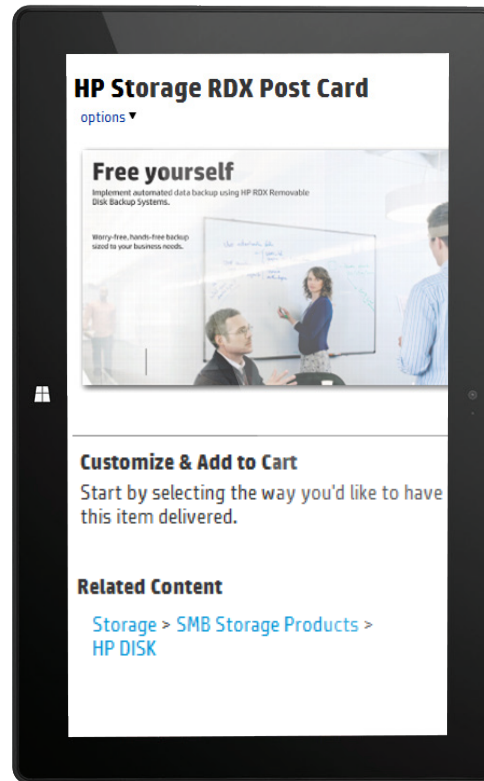 HP Storage RDX Post Card
options ▼
Free yourself
Implement automated data backup using HP RDX Removable
Disk Backup Systems.
Worry-free, hands-free backup
sized to your business needs.
Customize & Add to Cart
Start by selecting the way you'd like to have
this item delivered.
Related Content
Storage > SMB Storage Products >
HP DISK